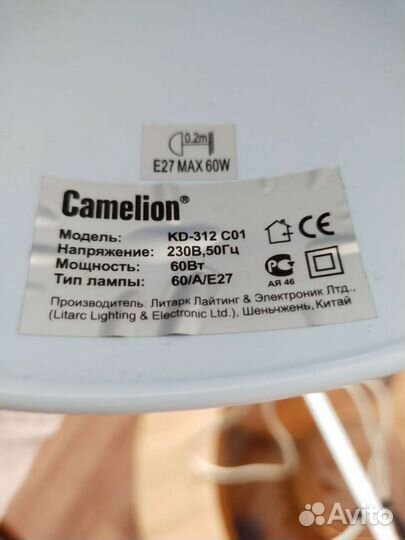 0.2m
E27 MAX 60W
Camelion®
Модель: KD-312 C01
Напряжение: 230В,50Гц
Мощность: 60Вт
Тип лампы: 60/A/E27
CE
АЯ 46
Производитель: Литарк Лайтинг & Электроник Лтд.,
(Litarc Lighting & Electronic Ltd.), Шеньчжень, Китай
Avito